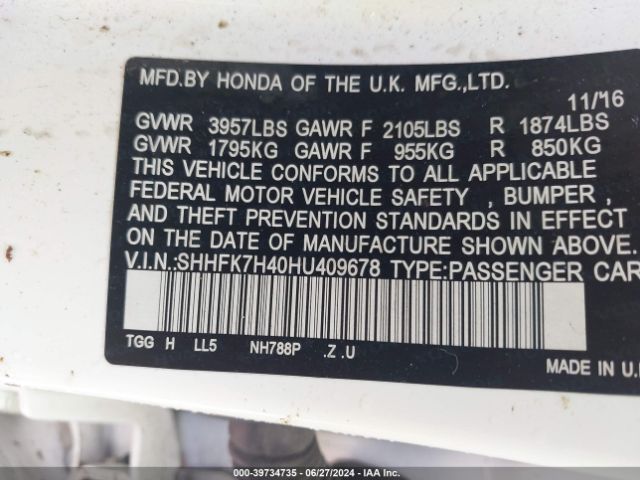 MFD.BY HONDA OF THE U.K. MFG.,LTD.
11/16
GVWR 3957LBS GAWR F 2105LBS R 1874LBS
GVWR 1795KG GAWR F 955KG R 850KG
THIS VEHICLE CONFORMS TO ALL APPLICABLE
FEDERAL MOTOR VEHICLE SAFETY , BUMPER ,
AND THEFT PREVENTION STANDARDS IN EFFECT
ON THE DATE OF MANUFACTURE SHOWN ABOVE.
V.I.N.:SHHFK7H40HU409678 TYPE:PASSENGER CAR
TGG H LL5 NH788P .Z .U
MADE IN U.
000-39734735 - 06/27/2024 - IAA Inc.